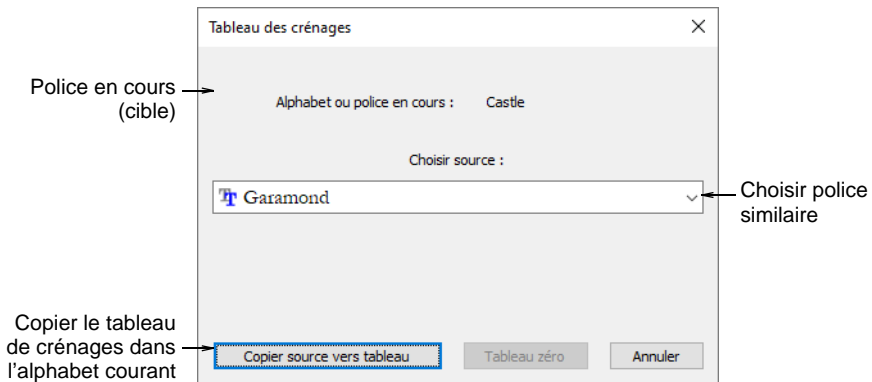 Tableau des crénages
Police en cours
(cible)
Alphabet ou police en cours : Castle
Choisir source :
Garamond
Choisir police
similaire
Copier le tableau
de crénages dans
l'alphabet courant
Copier source vers tableau
Tableau zéro
Annuler